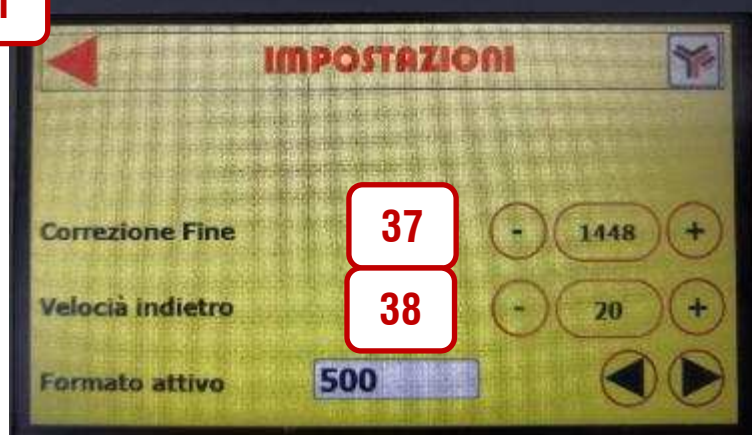 IMPOSTAZIONI
Correzione Fine 37 - 1448 +
Velocià indietro 38 - 20 +
Formato attivo 500